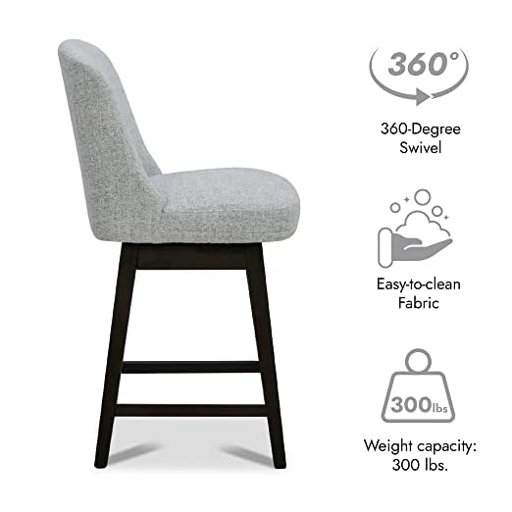 360°
360-Degree
Swivel
Easy-to-clean
Fabric
300lbs
Weight capacity:
300 lbs.